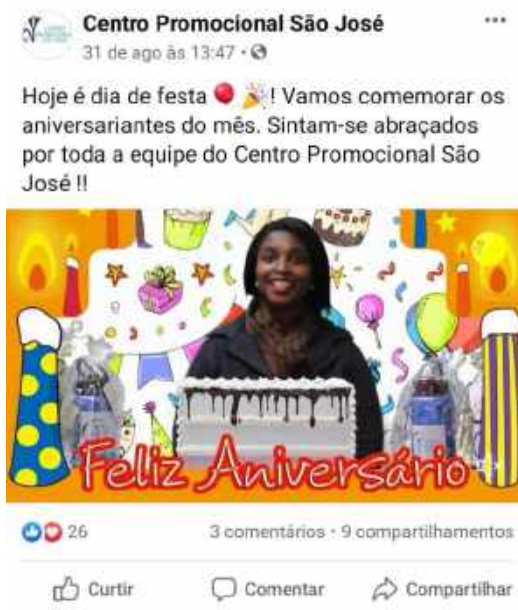 Centro Promocional São José
31 de ago às 13:47 ·
Hoje é dia de festa 🎈 🎉! Vamos comemorar os
aniversariantes do mês. Sintam-se abraçados
por toda a equipe do Centro Promocional São
José !!
Feliz Aniversário
26
3 comentários · 9 compartilhamentos
Curtir
Comentar
Compartilhar